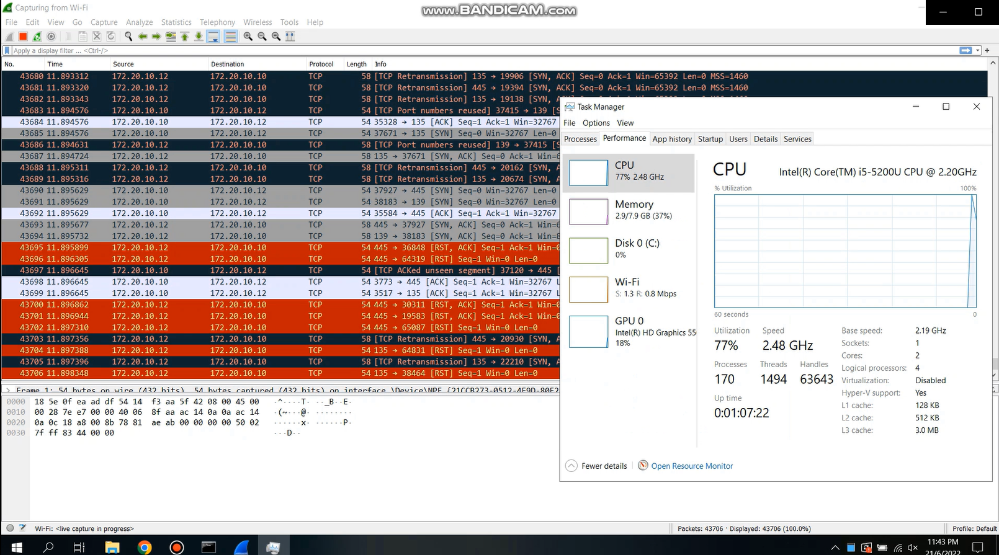 Capturing from Wi-Fi
www.BANDICAM.com
File Edit View Go Capture Analyze Statistics Telephony Wireless Tools Help
Apply a display filter ... <Ctrl-/>
No. Time Source Destination Protocol Length Info
43680 11.893312 172.20.10.12 172.20.10.10 TCP 58 [TCP Retransmission] 135 → 19906 [SYN, ACK] Seq=0 Ack=1 Win=65392 Len=0 MSS=1460
43681 11.893320 172.20.10.12 172.20.10.10 TCP 58 [TCP Retransmission] 445 → 19394 [SYN, ACK] Seq=0 Ack=1 Win=65392 Len=0 MSS=1460
43682 11.893343 172.20.10.12 172.20.10.10 TCP 58 [TCP Retransmission] 135 → 19138 [SYN, ACK] Seq=0 Ack=1 Win=65392 Len=0 MSS=1460
43683 11.894576 172.20.10.10 172.20.10.12 TCP 54 [TCP Port numbers reused] 37415 → 139 [S
43684 11.894576 172.20.10.10 172.20.10.12 TCP 54 35328 → 135 [ACK] Seq=1 Ack=1 Win=32767
43685 11.894576 172.20.10.10 172.20.10.12 TCP 54 37671 → 135 [SYN] Seq=0 Win=32767 Len=0
43686 11.894631 172.20.10.12 172.20.10.10 TCP 58 [TCP Port numbers reused] 139 → 37415 [S
43687 11.894724 172.20.10.12 172.20.10.10 TCP 58 135 → 37671 [SYN, ACK] Seq=0 Ack=1 Win=6
43688 11.895311 172.20.10.12 172.20.10.10 TCP 58 [TCP Retransmission] 445 → 20162 [SYN, A
43689 11.895316 172.20.10.12 172.20.10.10 TCP 58 [TCP Retransmission] 445 → 20674 [SYN, A
43690 11.895629 172.20.10.10 172.20.10.12 TCP 54 37927 → 445 [SYN] Seq=0 Win=32767 Len=0
43691 11.895629 172.20.10.10 172.20.10.12 TCP 54 38183 → 139 [SYN] Seq=0 Win=32767 Len=0
43692 11.895629 172.20.10.10 172.20.10.12 TCP 54 35584 → 445 [ACK] Seq=1 Ack=1 Win=32767
43693 11.895677 172.20.10.12 172.20.10.10 TCP 58 445 → 37927 [SYN, ACK] Seq=0 Ack=1 Win=6
43694 11.895732 172.20.10.12 172.20.10.10 TCP 58 139 → 38183 [SYN, ACK] Seq=0 Ack=1 Win=8
43695 11.895899 172.20.10.12 172.20.10.10 TCP 54 445 → 36848 [RST, ACK] Seq=1 Ack=1 Win=0
43696 11.896305 172.20.10.12 172.20.10.10 TCP 54 445 → 64319 [RST] Seq=1 Win=0 Len=0
43697 11.896645 172.20.10.10 172.20.10.12 TCP 54 [TCP ACKed unseen segment] 37120 → 445 [
43698 11.896645 172.20.10.10 172.20.10.12 TCP 54 3773 → 445 [ACK] Seq=1 Ack=1 Win=32767 L
43699 11.896645 172.20.10.10 172.20.10.12 TCP 54 3517 → 135 [ACK] Seq=1 Ack=1 Win=32767 L
43700 11.896862 172.20.10.12 172.20.10.10 TCP 54 445 → 30311 [RST, ACK] Seq=1 Ack=1 Win=0
43701 11.896944 172.20.10.12 172.20.10.10 TCP 54 445 → 19583 [RST, ACK] Seq=1 Ack=1 Win=0
43702 11.897310 172.20.10.12 172.20.10.10 TCP 54 445 → 65087 [RST] Seq=1 Win=0 Len=0
43703 11.897356 172.20.10.12 172.20.10.10 TCP 58 [TCP Retransmission] 445 → 20930 [SYN, A
43704 11.897388 172.20.10.12 172.20.10.10 TCP 54 135 → 64831 [RST] Seq=1 Win=0 Len=0
43705 11.897396 172.20.10.12 172.20.10.10 TCP 58 [TCP Retransmission] 135 → 22210 [SYN, A
43706 11.898348 172.20.10.12 172.20.10.10 TCP 54 135 → 38464 [RST] Seq=1 Win=0 Len=0
Frame 1: 54 bytes on wire (432 bits), 54 bytes captured (432 bits) on interface \Device\NPF_{21CCB273-0512-4E9D-80E2
0000 18 5e 0f ea ad df 54 14 f3 aa 5f 42 08 00 45 00 ·^····T· ··_B··E·
0010 00 28 7e e7 00 00 40 06 8f aa ac 14 0a 0a ac 14 ·(~···@· ········
0020 0a 0c 18 a8 00 8b 78 81 ae ab 00 00 00 00 50 02 ······x· ······P·
0030 7f ff 83 44 00 00 ···D··
Wi-Fi: <live capture in progress>
Packets: 43706 · Displayed: 43706 (100.0%)
Profile: Default
Task Manager
File Options View
Processes Performance App history Startup Users Details Services
CPU
77% 2.48 GHz
Memory
2.9/7.9 GB (37%)
Disk 0 (C:)
0%
Wi-Fi
S: 1.3 R: 0.8 Mbps
GPU 0
Intel(R) HD Graphics 55
18%
CPU Intel(R) Core(TM) i5-5200U CPU @ 2.20GHz
% Utilization 100%
60 seconds 0
Utilization Speed
77% 2.48 GHz
Processes Threads Handles
170 1494 63643
Up time
0:01:07:22
Base speed: 2.19 GHz
Sockets: 1
Cores: 2
Logical processors: 4
Virtualization: Disabled
Hyper-V support: Yes
L1 cache: 128 KB
L2 cache: 512 KB
L3 cache: 3.0 MB
Fewer details Open Resource Monitor
11:43 PM
21/6/2022